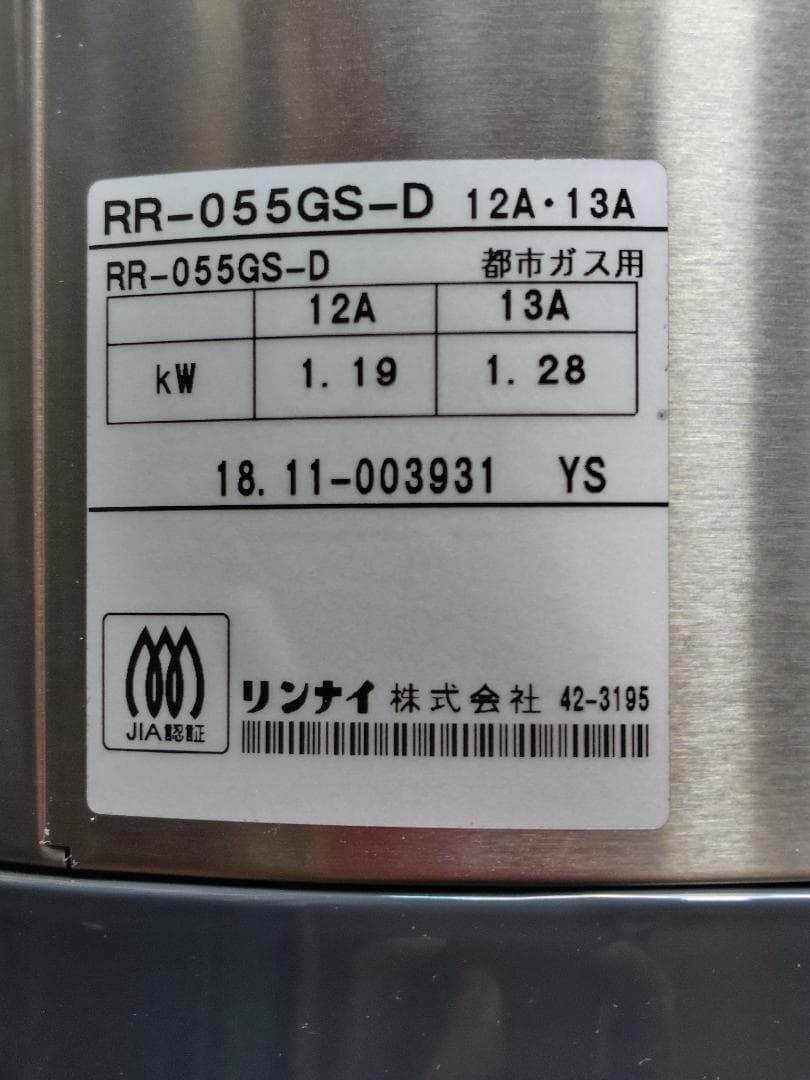 RR-055GS-D 12A・13A
RR-055GS-D 都市ガス用
12A 13A
kW 1.19 1.28
18.11-003931 YS
JIA認証
リンナイ株式会社 42-3195